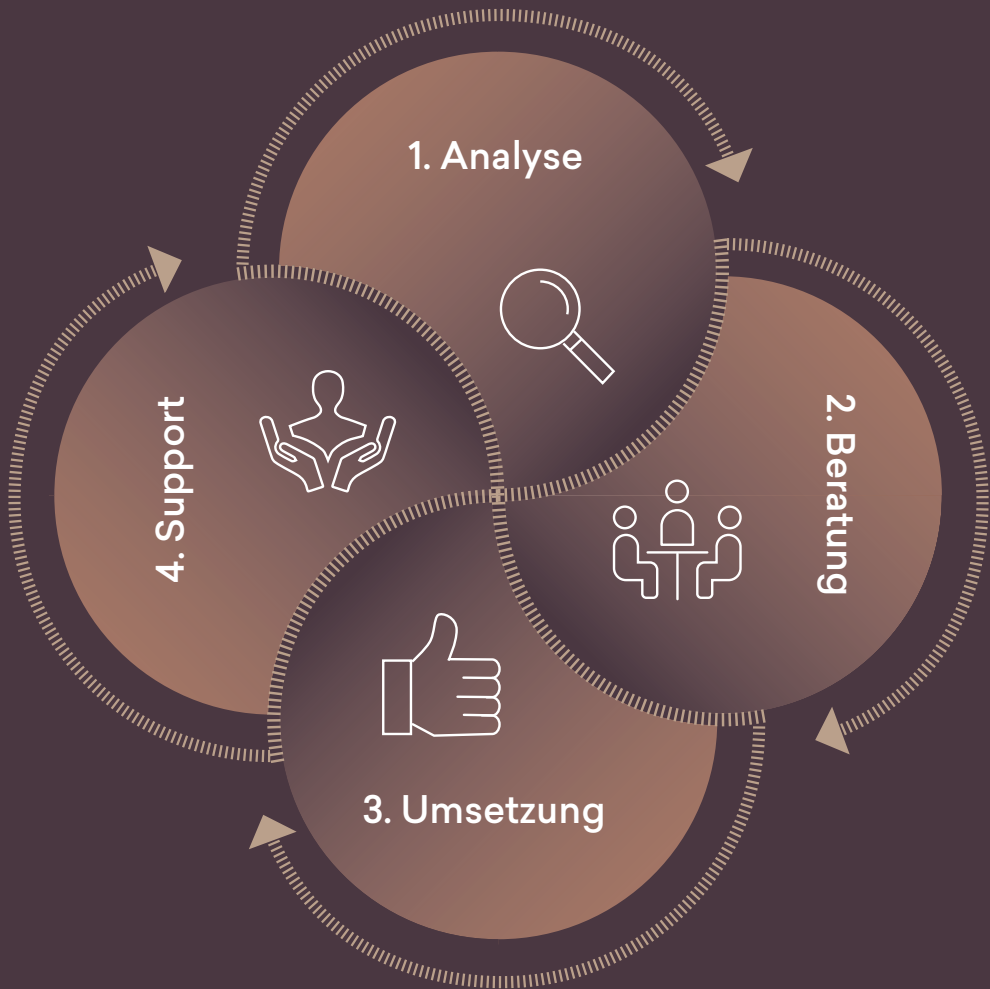 1. Analyse
2. Beratung
3. Umsetzung
4. Support